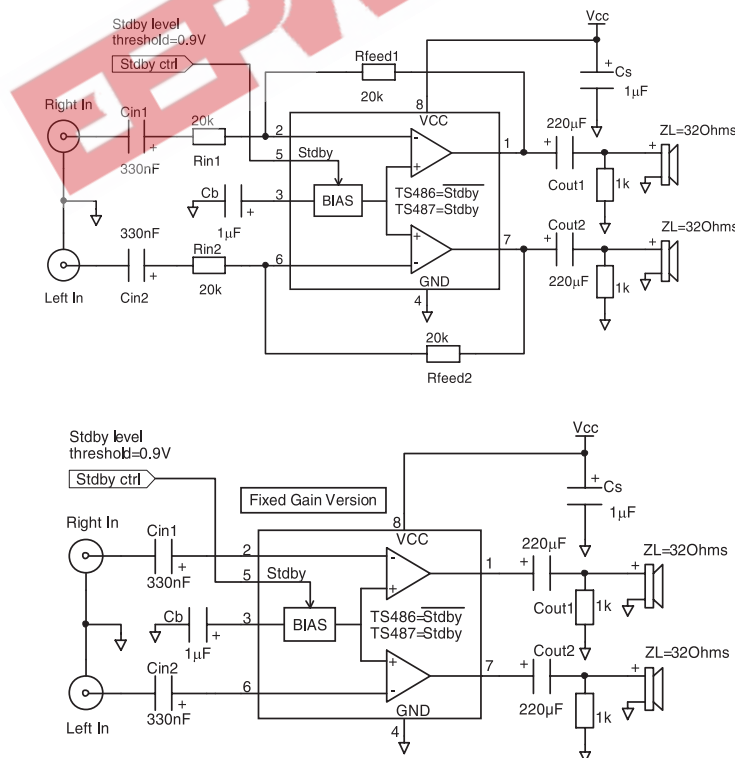 EEPW
Stdby level
threshold=0.9V
Stdby ctrl
Vcc
Rfeed1
20k
+
Cs
1µF
Right In
Cin1
+
330nF
20k
Rin1
8
VCC
2
-
1
5
Stdby
+
220µF
+
Cout1
ZL=32Ohms
+
1k
Cb
+
1µF
3
BIAS
TS486=Stdby
TS487=Stdby
330nF
+
Cin2
Left In
Rin2
20k
6
+
-
7
Cout2
+
220µF
ZL=32Ohms
+
1k
GND
4
20k
Rfeed2
Stdby level
threshold=0.9V
Stdby ctrl
Fixed Gain Version
Vcc
+
Cs
1µF
Right In
Cin1
+
330nF
8
VCC
2
-
1
5
Stdby
+
220µF
+
Cout1
ZL=32Ohms
+
1k
Cb
+
1µF
3
BIAS
TS486=Stdby
TS487=Stdby
Cin2
+
330nF
Left In
6
+
-
7
Cout2
+
220µF
ZL=32Ohms
+
1k
GND
4